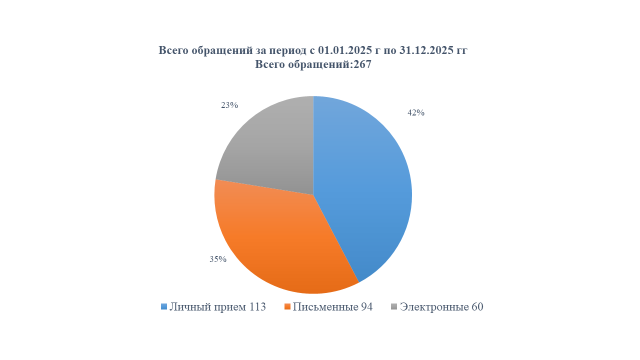 Всего обращений за период с 01.01.2025 г по 31.12.2025 гг
Всего обращений:267
23%
42%
35%
Личный прием 113
Письменные 94
Электронные 60